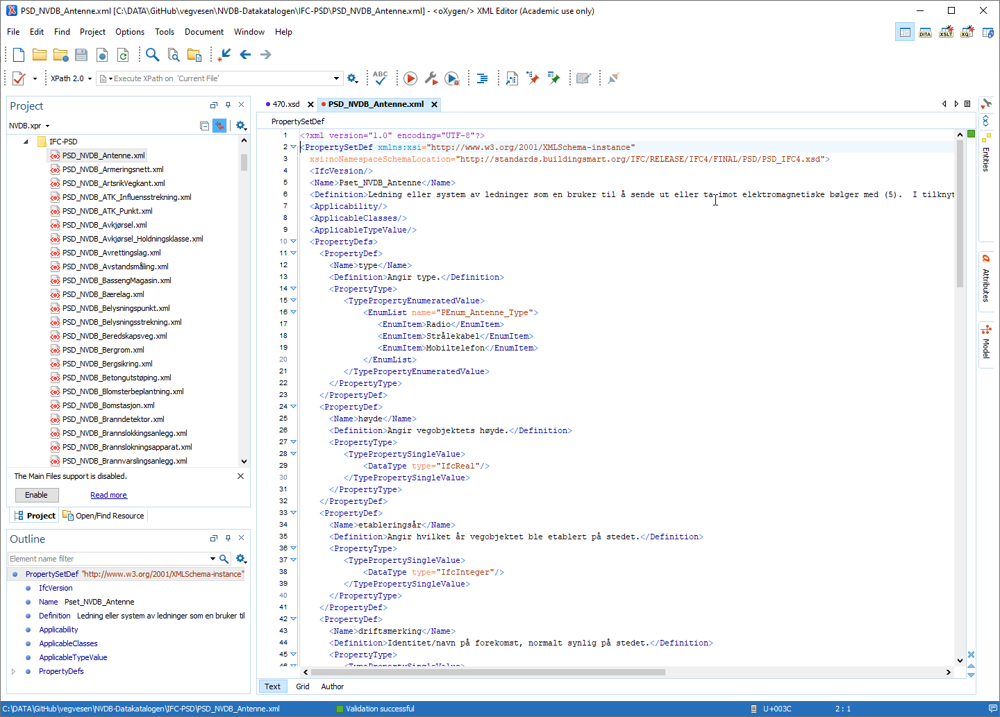 PSD_NVDB_Antenne.xml [C:\DATA\GitHub\vegvesen\NVDB-Datakatalogen\IFC-PSD\PSD_NVDB_Antenne.xml] - <oXygen/> XML Editor (Academic use only)
File Edit Find Project Options Tools Document Window Help
DITA XSLT XQ
XPath 2.0 Execute XPath on 'Current File' ABC
Project
NVDB.xpr
IFC-PSD
PSD_NVDB_Antenne.xml
PSD_NVDB_Armeringsnett.xml
PSD_NVDB_ArtsrikVegkant.xml
PSD_NVDB_ATK_Influensstrekning.xml
PSD_NVDB_ATK_Punkt.xml
PSD_NVDB_Avkjørsel.xml
PSD_NVDB_Avkjørsel_Holdningsklasse.xml
PSD_NVDB_Avrettingslag.xml
PSD_NVDB_Avstandsmåling.xml
PSD_NVDB_BassengMagasin.xml
PSD_NVDB_Bærelag.xml
PSD_NVDB_Belysningspunkt.xml
PSD_NVDB_Belysningsstrekning.xml
PSD_NVDB_Beredskapsveg.xml
PSD_NVDB_Bergrom.xml
PSD_NVDB_Bergsikring.xml
PSD_NVDB_Betongutstøping.xml
PSD_NVDB_Blomsterbeplantning.xml
PSD_NVDB_Bomstasjon.xml
PSD_NVDB_Branndetektor.xml
PSD_NVDB_Brannslokkingsanlegg.xml
PSD_NVDB_Brannslokningsapparat.xml
PSD_NVDB_Brannvarslingsanlegg.xml
The Main Files support is disabled.
Enable Read more
Project Open/Find Resource
Outline
Element name filter
PropertySetDef "http://www.w3.org/2001/XMLSchema-instance"
IfcVersion
Name Pset_NVDB_Antenne
Definition Ledning eller system av ledninger som en bruker til
Applicability
ApplicableClasses
ApplicableTypeValue
PropertyDefs
470.xsd PSD_NVDB_Antenne.xml
PropertySetDef
1 <?xml version="1.0" encoding="UTF-8"?>
2 <PropertySetDef xmlns:xsi="http://www.w3.org/2001/XMLSchema-instance"
3 xsi:noNamespaceSchemaLocation="http://standards.buildingsmart.org/IFC/RELEASE/IFC4/FINAL/PSD/PSD_IFC4.xsd">
4 <IfcVersion/>
5 <Name>Pset_NVDB_Antenne</Name>
6 <Definition>Ledning eller system av ledninger som en bruker til å sende ut eller ta imot elektromagnetiske bølger med (5). I tilknyt
7 <Applicability/>
8 <ApplicableClasses/>
9 <ApplicableTypeValue/>
10 <PropertyDefs>
11 <PropertyDef>
12 <Name>type</Name>
13 <Definition>Angir type.</Definition>
14 <PropertyType>
15 <TypePropertyEnumeratedValue>
16 <EnumList name="PEnum_Antenne_Type">
17 <EnumItem>Radio</EnumItem>
18 <EnumItem>Strålekabel</EnumItem>
19 <EnumItem>Mobiltelefon</EnumItem>
20 </EnumList>
21 </TypePropertyEnumeratedValue>
22 </PropertyType>
23 </PropertyDef>
24 <PropertyDef>
25 <Name>høyde</Name>
26 <Definition>Angir vegobjektets høyde.</Definition>
27 <PropertyType>
28 <TypePropertySingleValue>
29 <DataType type="IfcReal"/>
30 </TypePropertySingleValue>
31 </PropertyType>
32 </PropertyDef>
33 <PropertyDef>
34 <Name>etableringsår</Name>
35 <Definition>Angir hvilket år vegobjektet ble etablert på stedet.</Definition>
36 <PropertyType>
37 <TypePropertySingleValue>
38 <DataType type="IfcInteger"/>
39 </TypePropertySingleValue>
40 </PropertyType>
41 </PropertyDef>
42 <PropertyDef>
43 <Name>driftsmerking</Name>
44 <Definition>Identitet/navn på forekomst, normalt synlig på stedet.</Definition>
45 <PropertyType>
46 <TypePropertySingleValue>
Text Grid Author
Entities
Attributes
Model
C:\DATA\GitHub\vegvesen\NVDB-Datakatalogen\IFC-PSD\PSD_NVDB_Antenne.xml Validation successful U+003C 2 : 1